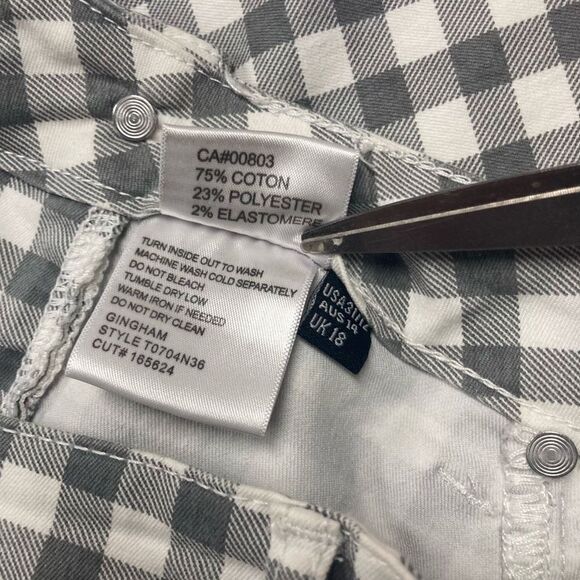 CA#00803
75% COTTON
23% POLYESTER
2% ELASTOMERE
TURN INSIDE OUT TO WASH
MACHINE WASH COLD SEPARATELY
DO NOT BLEACH
TUMBLE DRY LOW
WARM IRON IF NEEDED
DO NOT DRY CLEAN
GINGHAM
STYLE T0704N36
CUT# 165624
AUS 14
UK 18